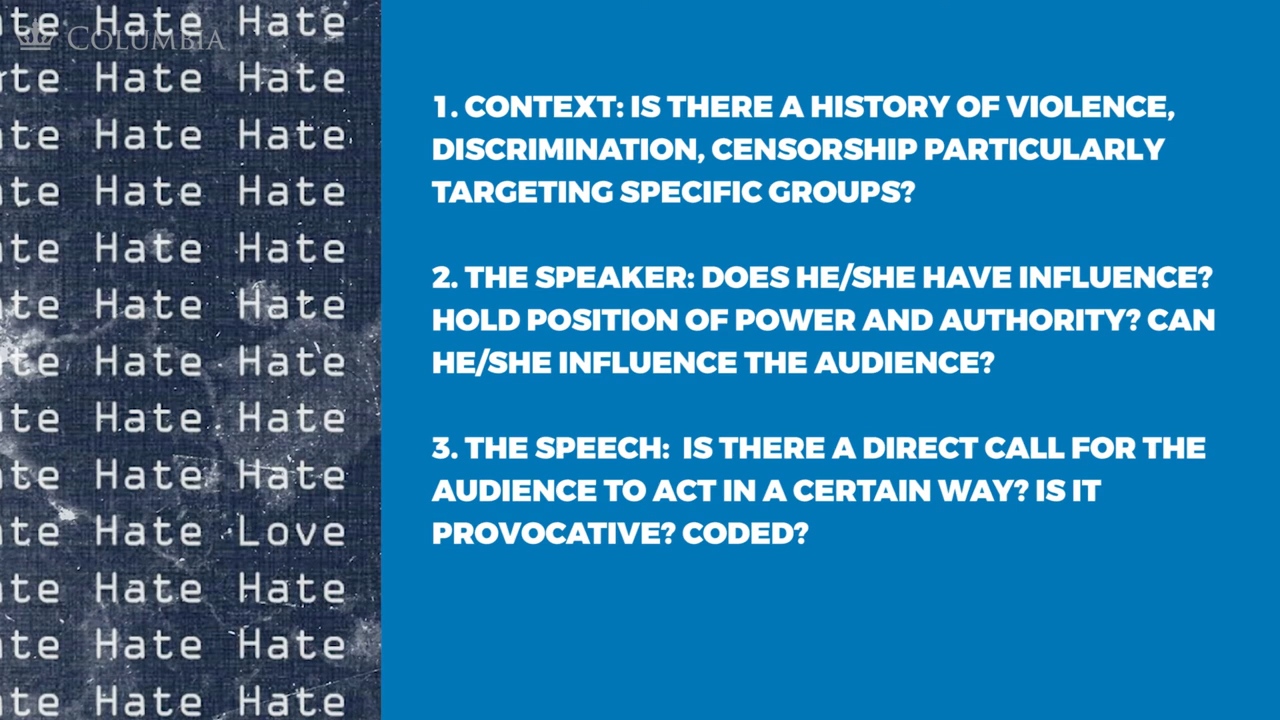 te Hate Hate
COLUMBIA
te Hate Hate
te Hate Hate
te Hate Hate
te Hate Hate
te Hate Hate
te Hate Hate
te Hate Hate
te Hate Hate
te Hate Love
te Hate Hate
te Hate Hate
te Hate Hate
1. CONTEXT: IS THERE A HISTORY OF VIOLENCE,
DISCRIMINATION, CENSORSHIP PARTICULARLY
TARGETING SPECIFIC GROUPS?
2. THE SPEAKER: DOES HE/SHE HAVE INFLUENCE?
HOLD POSITION OF POWER AND AUTHORITY? CAN
HE/SHE INFLUENCE THE AUDIENCE?
3. THE SPEECH: IS THERE A DIRECT CALL FOR THE
AUDIENCE TO ACT IN A CERTAIN WAY? IS IT
PROVOCATIVE? CODED?